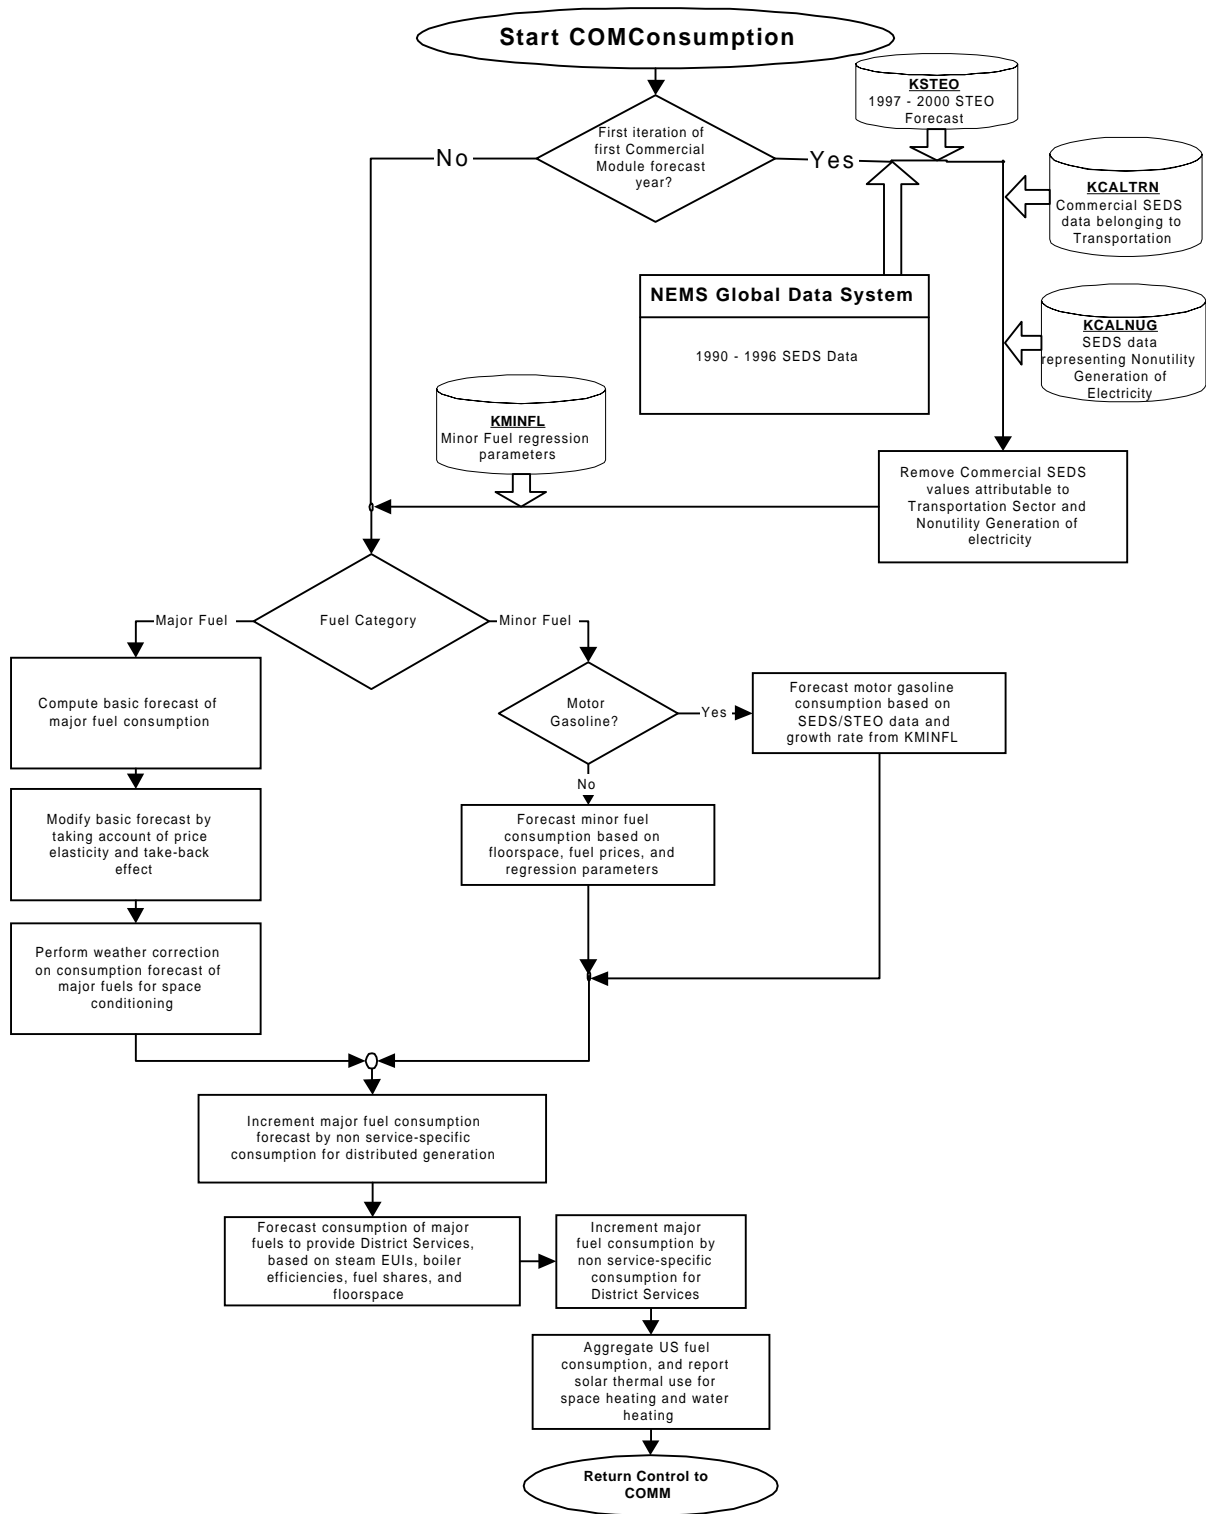 Start COMConsumption
KSTEO
1997 - 2000 STEO
Forecast
First iteration of
first Commercial
Module forecast
year?
No
Yes
KCALTRN
Commercial SEDS
data belonging to
Transportation
NEMS Global Data System
1990 - 1996 SEDS Data
KCALNUG
SEDS data
representing Nonutility
Generation of
Electricity
KMINFL
Minor Fuel regression
parameters
Remove Commercial SEDS
values attributable to
Transportation Sector and
Nonutility Generation of
electricity
Fuel Category
Major Fuel
Minor Fuel
Compute basic forecast of
major fuel consumption
Motor
Gasoline?
Yes
No
Forecast motor gasoline
consumption based on
SEDS/STEO data and
growth rate from KMINFL
Modify basic forecast by
taking account of price
elasticity and take-back
effect
Forecast minor fuel
consumption based on
floorspace, fuel prices, and
regression parameters
Perform weather correction
on consumption forecast of
major fuels for space
conditioning
Increment major fuel consumption
forecast by non service-specific
consumption for distributed generation
Forecast consumption of major
fuels to provide District Services,
based on steam EUIs, boiler
efficiencies, fuel shares, and
floorspace
Increment major
fuel consumption by
non service-specific
consumption for
District Services
Aggregate US fuel
consumption, and report
solar thermal use for
space heating and water
heating
Return Control to
COMM